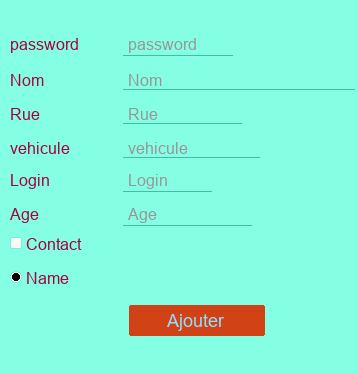 password password
Nom Nom
Rue Rue
vehicule vehicule
Login Login
Age Age
Contact
Name
Ajouter